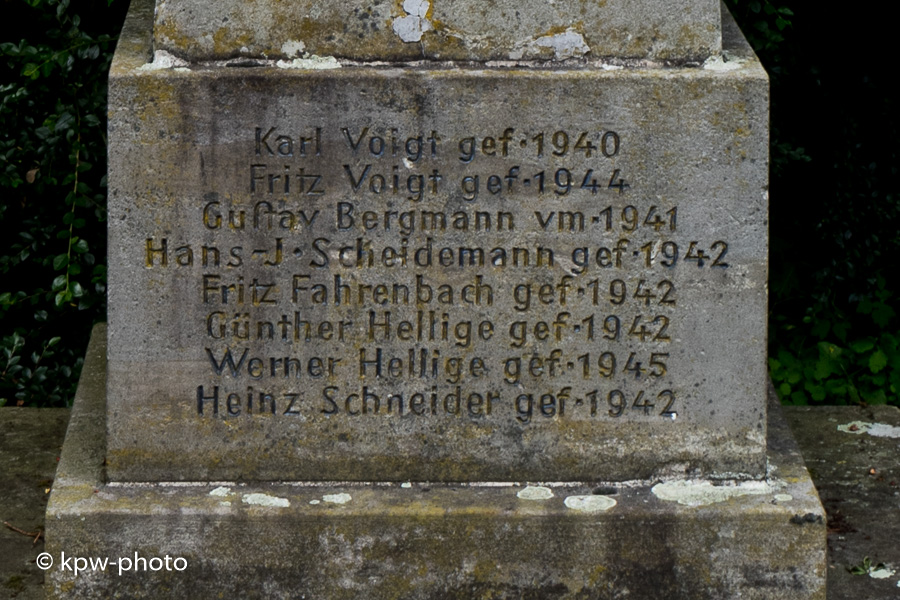 Karl Voigt gef·1940
Fritz Voigt gef·1944
Guſtav Bergmann vm·1941
Hans-J·Scheidemann gef·1942
Fritz Fahrenbach gef·1942
Günther Hellige gef·1942
Werner Hellige gef·1945
Heinz Schneider gef·1942
© kpw-photo